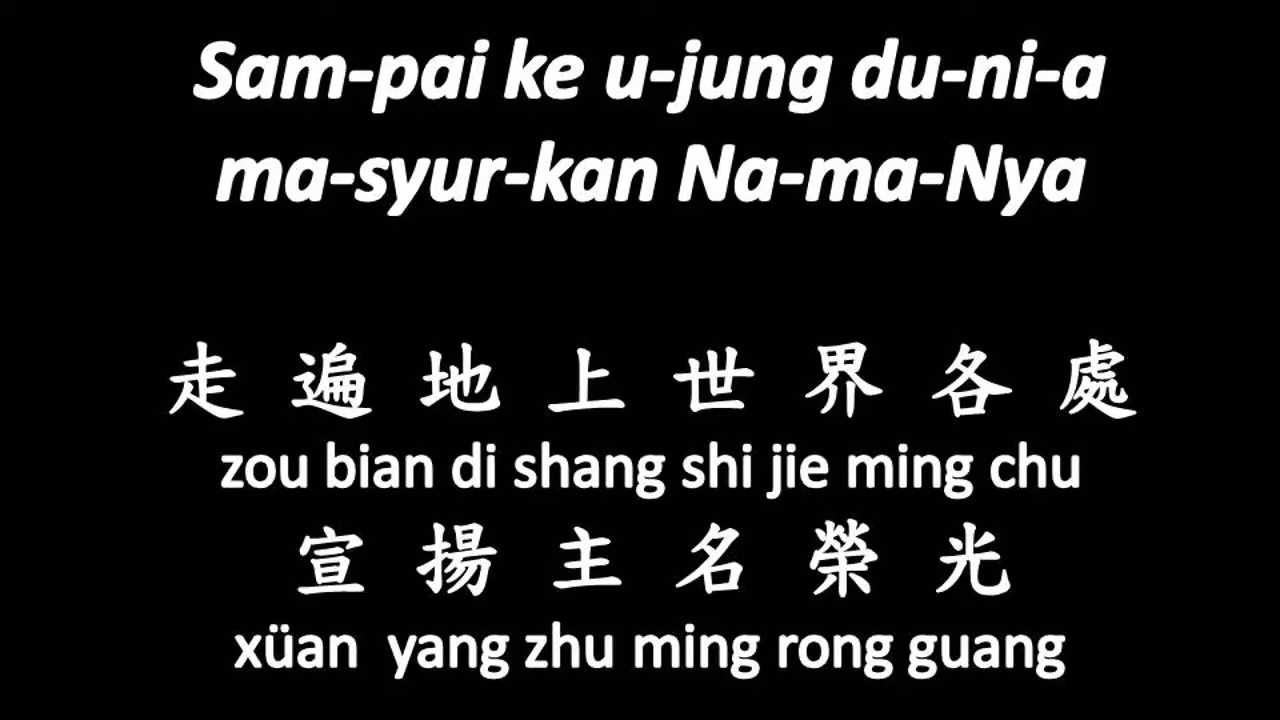 Sam-pai ke u-jung du-ni-a
ma-syur-kan Na-ma-Nya
走 遍 地 上 世 界 各 處
zou bian di shang shi jie ming chu
宣 揚 主 名 榮 光
xüan yang zhu ming rong guang